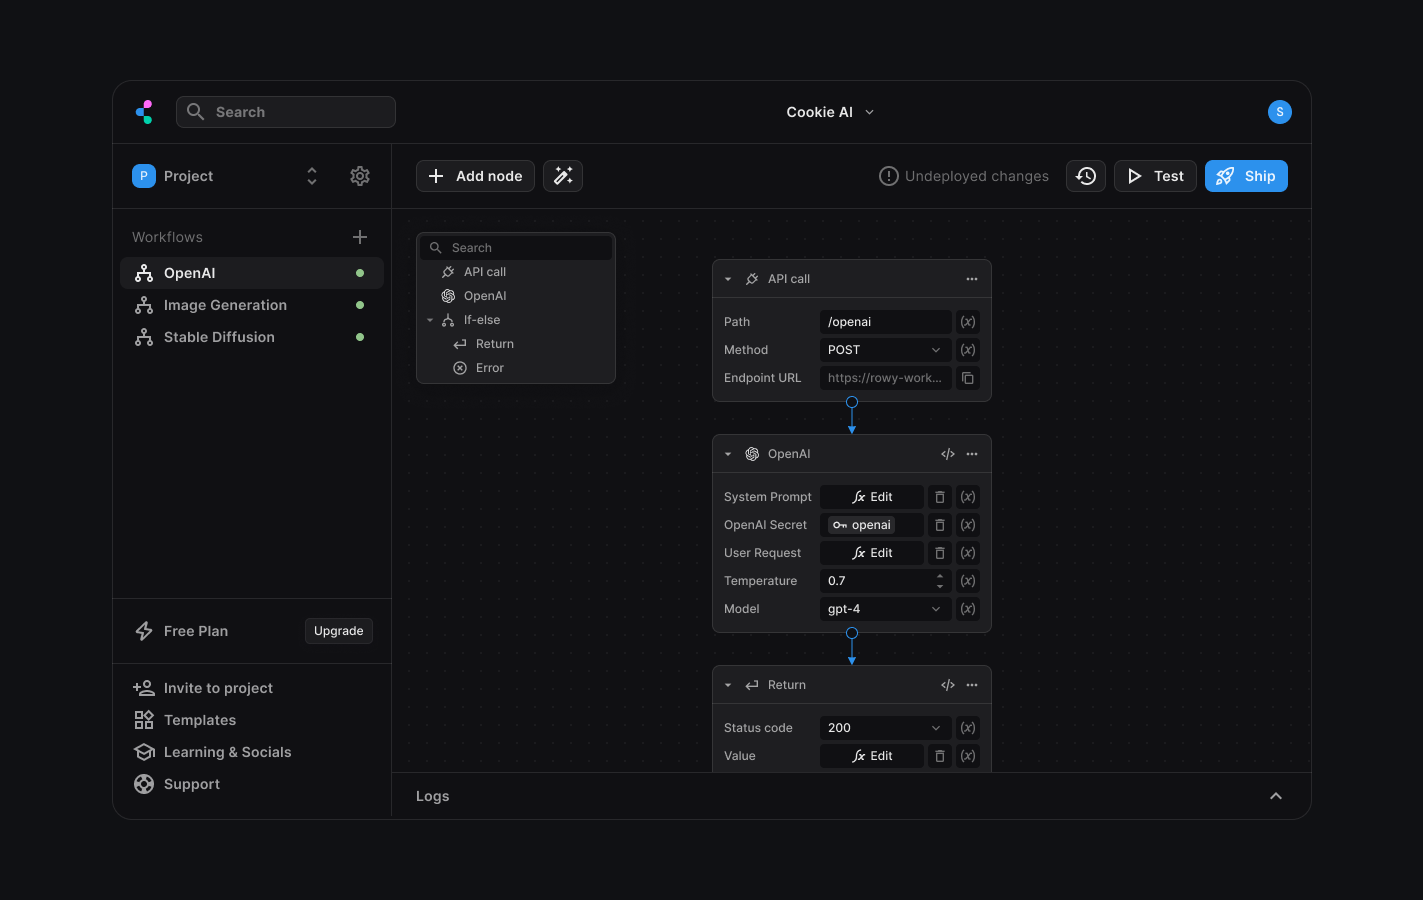 Search
Cookie AI
S
P
Project
Add node
Undeployed changes
Test
Ship
Workflows
OpenAI
Image Generation
Stable Diffusion
Search
API call
OpenAI
If-else
Return
Error
API call
Path
/openai
(x)
Method
POST
(x)
Endpoint URL
https://rowy-work...
OpenAI
</>
System Prompt
fx Edit
(x)
OpenAI Secret
openai
(x)
User Request
fx Edit
(x)
Temperature
0.7
(x)
Model
gpt-4
(x)
Return
</>
Status code
200
(x)
Value
fx Edit
(x)
Free Plan
Upgrade
Invite to project
Templates
Learning & Socials
Support
Logs